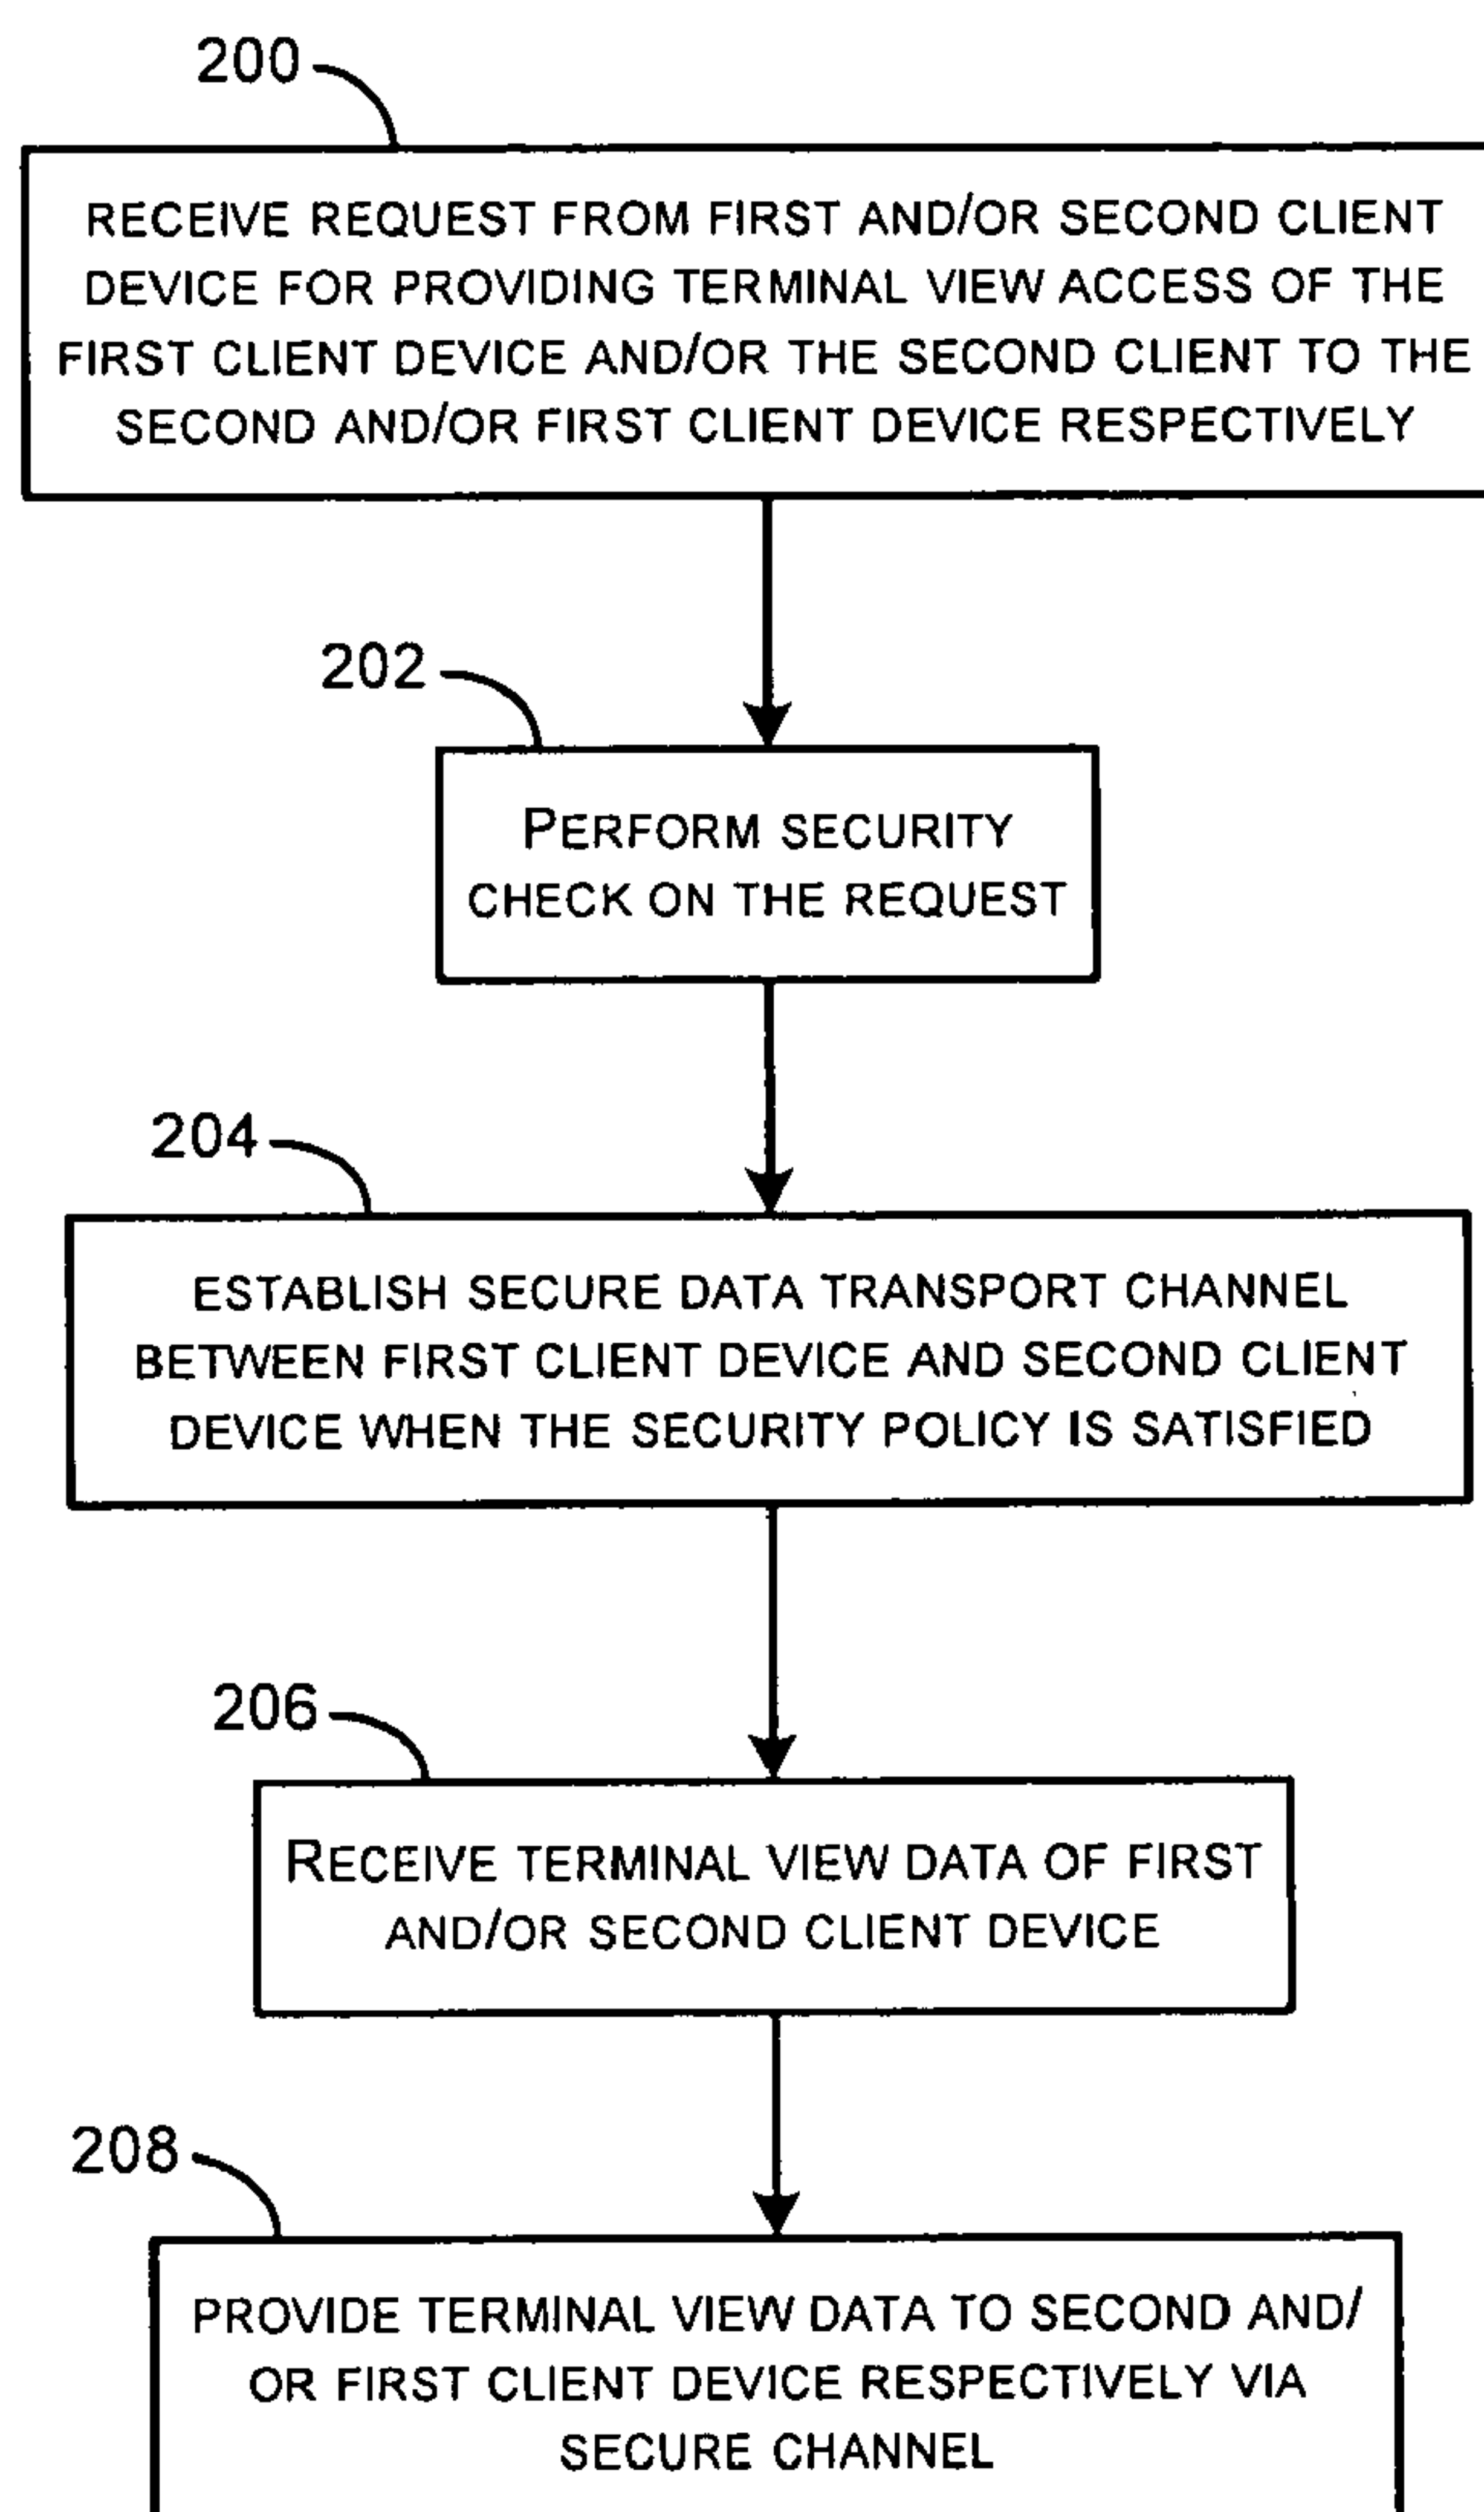 200
RECEIVE REQUEST FROM FIRST AND/OR SECOND CLIENT
DEVICE FOR PROVIDING TERMINAL VIEW ACCESS OF THE
FIRST CLIENT DEVICE AND/OR THE SECOND CLIENT TO THE
SECOND AND/OR FIRST CLIENT DEVICE RESPECTIVELY
202
PERFORM SECURITY
CHECK ON THE REQUEST
204
ESTABLISH SECURE DATA TRANSPORT CHANNEL
BETWEEN FIRST CLIENT DEVICE AND SECOND CLIENT
DEVICE WHEN THE SECURITY POLICY IS SATISFIED
206
RECEIVE TERMINAL VIEW DATA OF FIRST
AND/OR SECOND CLIENT DEVICE
208
PROVIDE TERMINAL VIEW DATA TO SECOND AND/
OR FIRST CLIENT DEVICE RESPECTIVELY VIA
SECURE CHANNEL